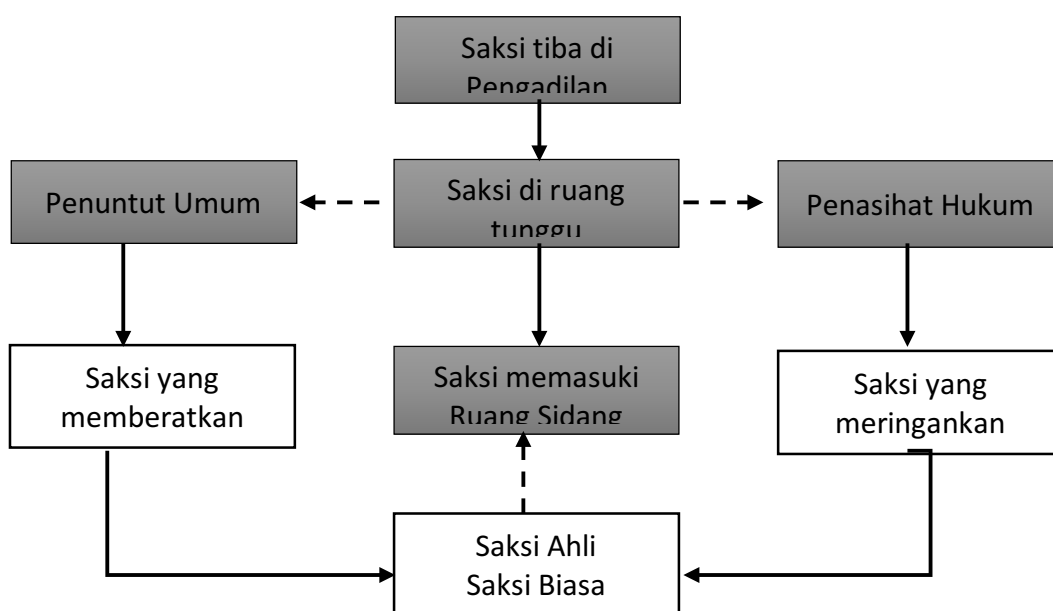 Saksi tiba di
Pengadilan
Penuntut Umum
Saksi di ruang
tunggu
Penasihat Hukum
Saksi yang
memberatkan
Saksi memasuki
Ruang Sidang
Saksi yang
meringankan
Saksi Ahli
Saksi Biasa